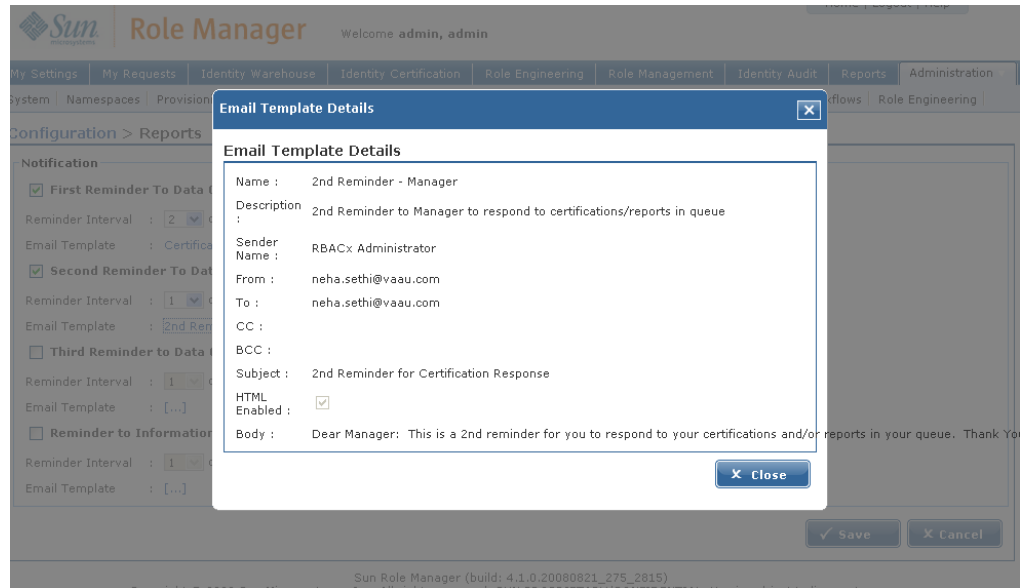 Home | Logout | Help
Sun
microsystems
Role Manager
Welcome admin, admin
My Settings
My Requests
Identity Warehouse
Identity Certification
Role Engineering
Role Management
Identity Audit
Reports
Administration
System
Namespaces
Provision
flows
Role Engineering
Configuration > Reports
Email Template Details
X
Email Template Details
Name : 2nd Reminder - Manager
Description : 2nd Reminder to Manager to respond to certifications/reports in queue
Sender Name : RBACx Administrator
From : neha.sethi@vaau.com
To : neha.sethi@vaau.com
CC :
BCC :
Subject : 2nd Reminder for Certification Response
HTML Enabled :
Body : Dear Manager: This is a 2nd reminder for you to respond to your certifications and/or reports in your queue. Thank You
X Close
Notification
First Reminder To Data
Reminder Interval : 2
Email Template : Certifica
Second Reminder To Dat
Reminder Interval : 1
Email Template : 2nd Rem
Third Reminder to Data
Reminder Interval : 1
Email Template : [...]
Reminder to Information
Reminder Interval : 1
Email Template : [...]
Save
X Cancel
Sun Role Manager (build: 4.1.0.20080821_275_2815)